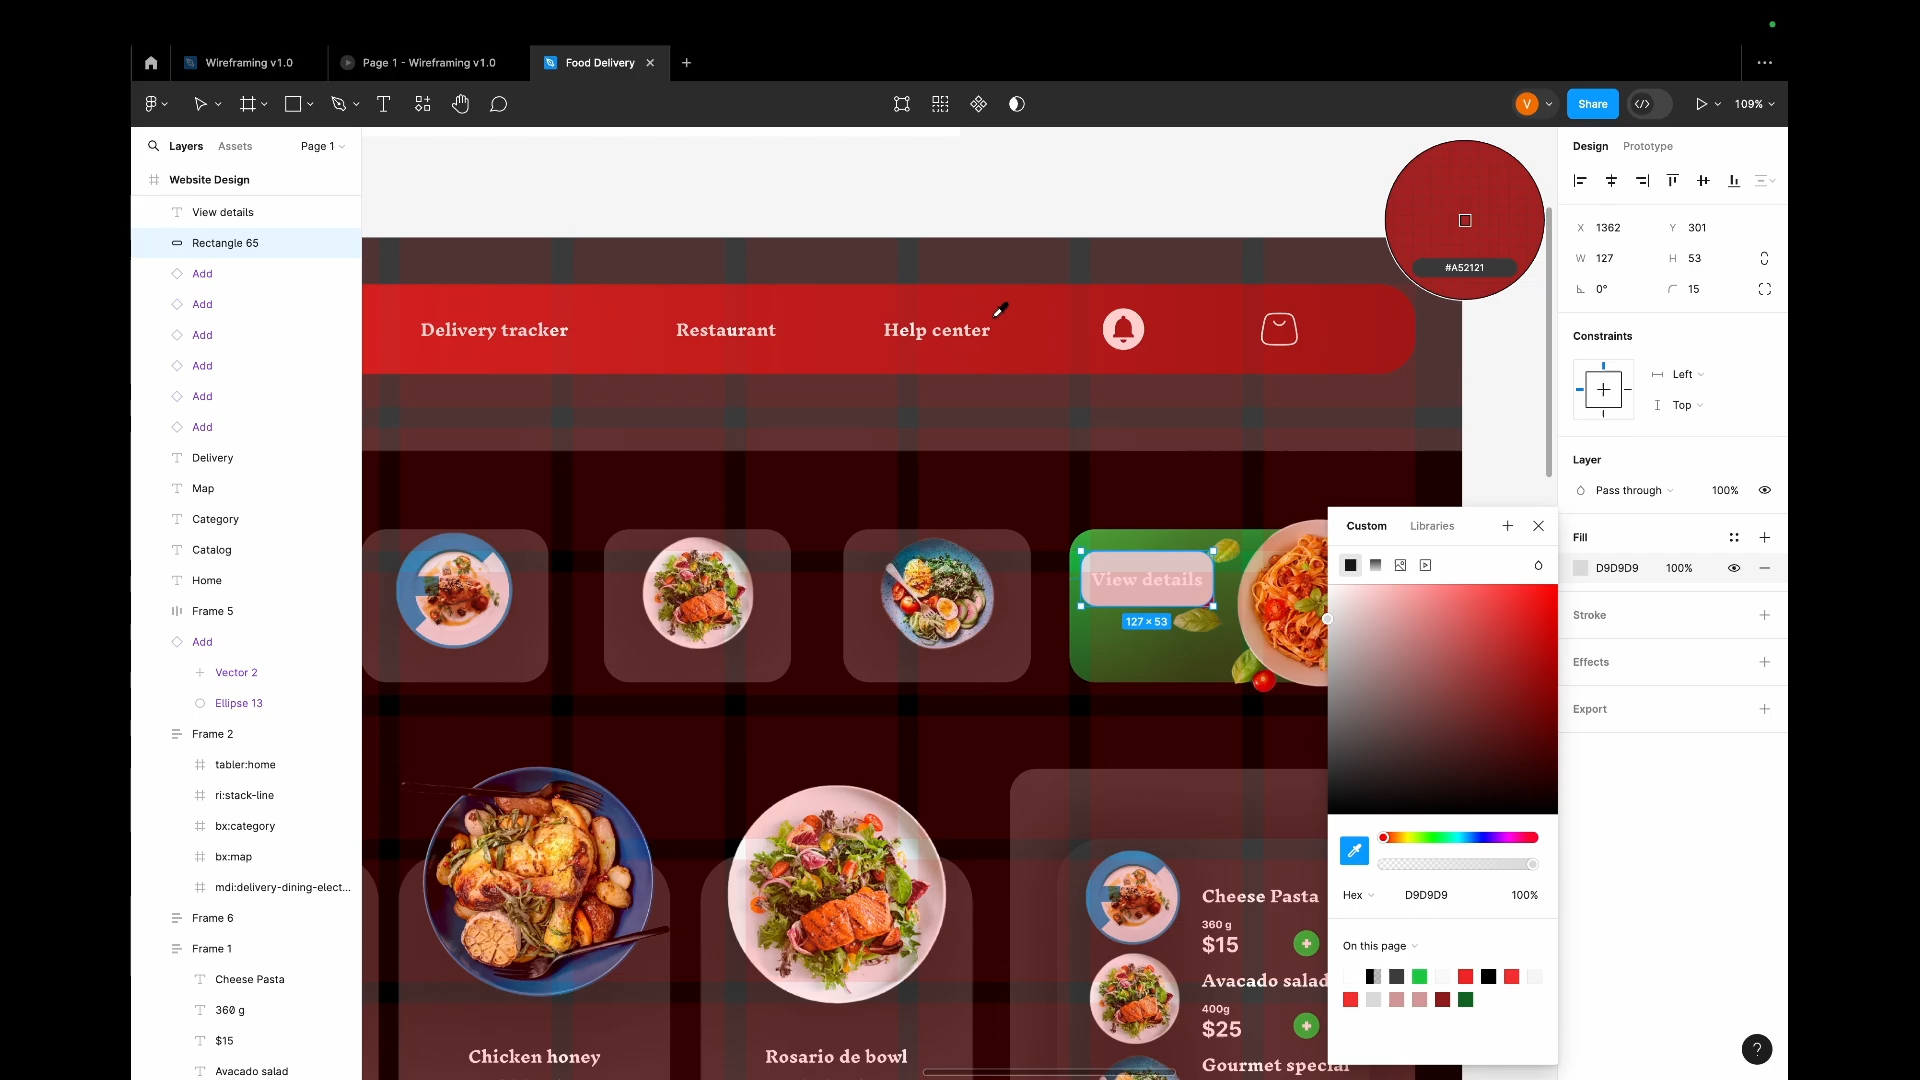 Wireframing v1.0
Page 1 - Wireframing v1.0
Food Delivery
V
Share
109%
Layers
Assets
Page 1
Website Design
View details
Rectangle 65
Add
Add
Add
Add
Add
Add
Delivery
Map
Category
Catalog
Home
Frame 5
Add
Vector 2
Ellipse 13
Frame 2
tabler:home
ri:stack-line
bx:category
bx:map
mdi:delivery-dining-elect...
Frame 6
Frame 1
Cheese Pasta
360 g
$15
Avacado salad
Delivery tracker
Restaurant
Help center
#A52121
View details
127 × 53
Chicken honey
Rosario de bowl
Cheese Pasta
360 g
$15
Avacado salad
400g
$25
Gourmet special
Custom
Libraries
Hex
D9D9D9
100%
On this page
Design
Prototype
X 1362
Y 301
W 127
H 53
0°
15
Constraints
Left
Top
Layer
Pass through
100%
Fill
D9D9D9
100%
Stroke
Effects
Export
?